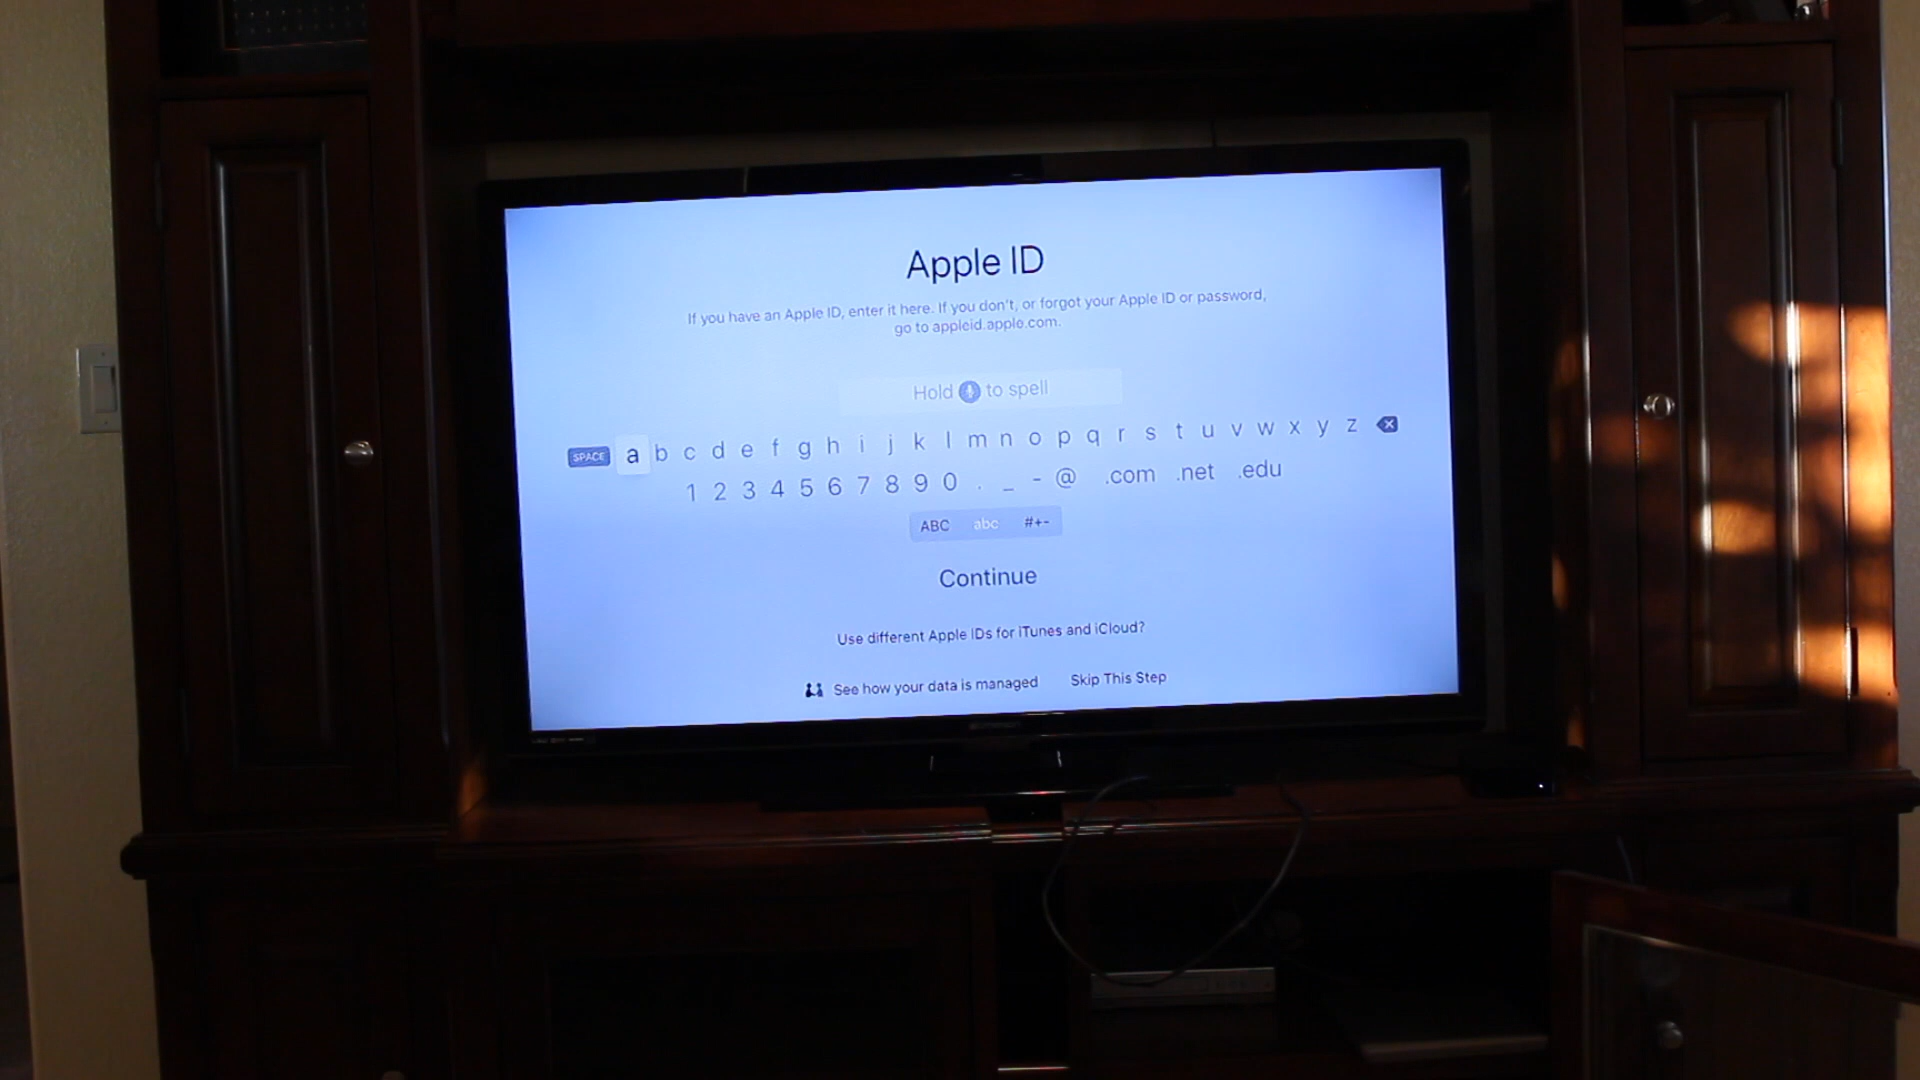 Apple ID
If you have an Apple ID, enter it here. If you don't, or forgot your Apple ID or password,
go to appleid.apple.com.
Hold to spell
SPACE a b c d e f g h i j k l m n o p q r s t u v w x y z
1 2 3 4 5 6 7 8 9 0 . _ - @ .com .net .edu
ABC abc #+-
Continue
Use different Apple IDs for iTunes and iCloud?
See how your data is managed Skip This Step